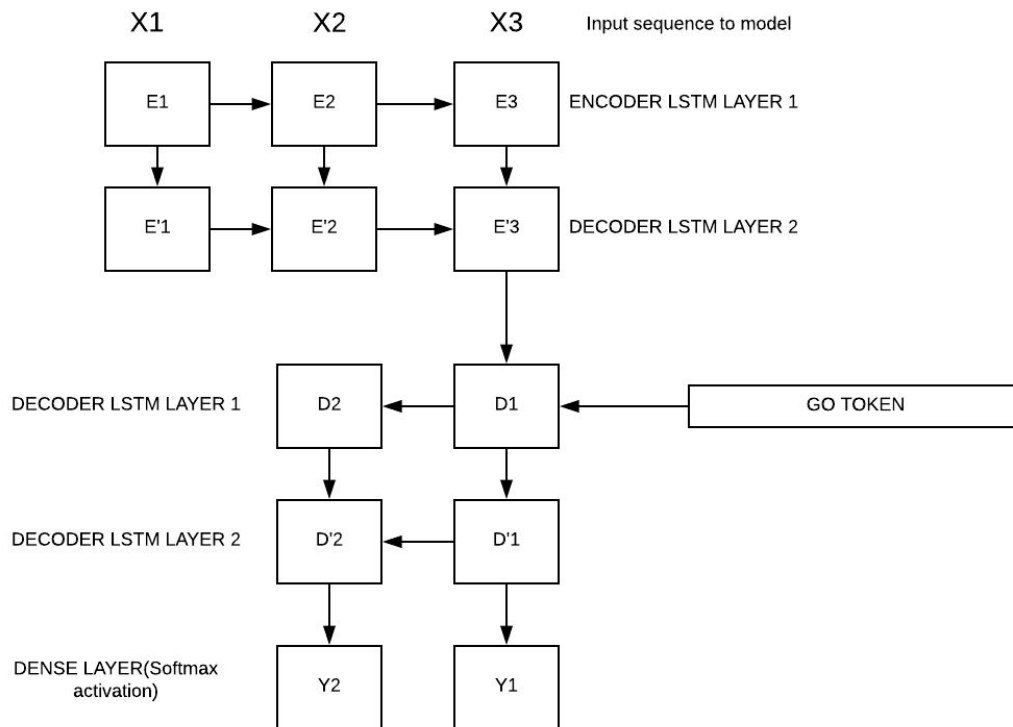 X1 X2 X3 Input sequence to model
E1 E2 E3 ENCODER LSTM LAYER 1
E'1 E'2 E'3 DECODER LSTM LAYER 2
DECODER LSTM LAYER 1 D2 D1 GO TOKEN
DECODER LSTM LAYER 2 D'2 D'1
DENSE LAYER(Softmax
activation) Y2 Y1